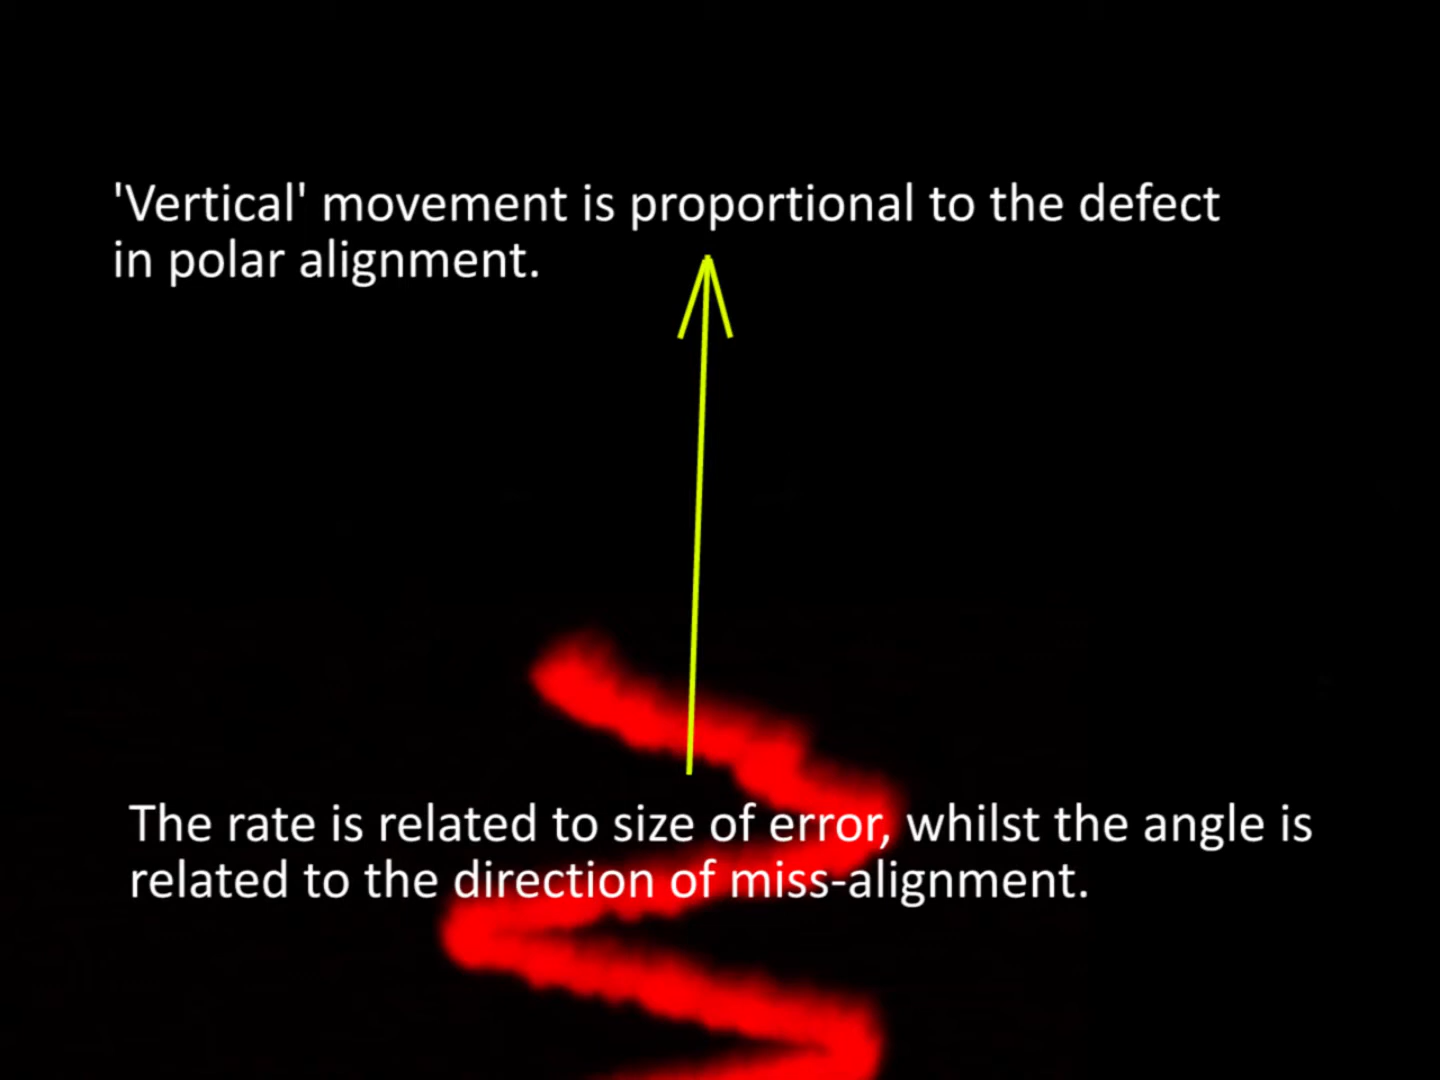 'Vertical' movement is proportional to the defect
in polar alignment.
The rate is related to size of error, whilst the angle is
related to the direction of miss-alignment.